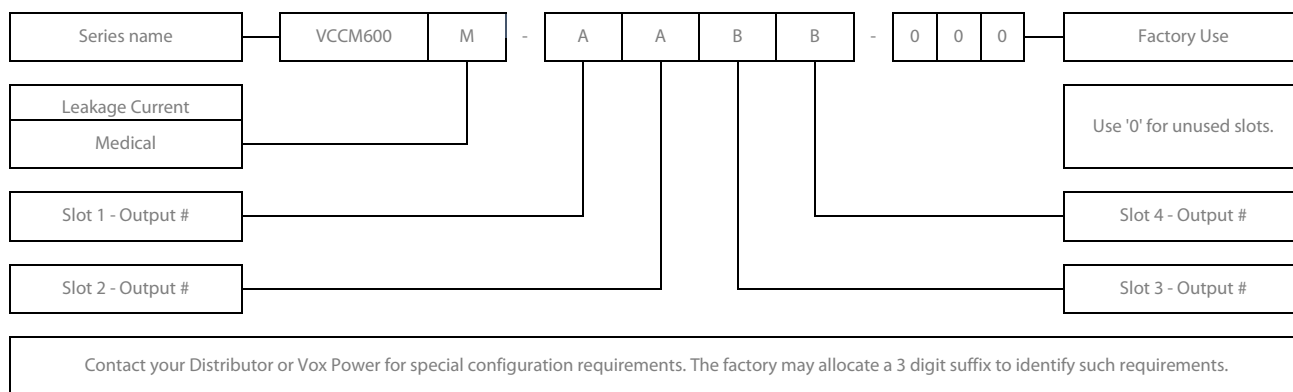 Series name VCCM600 M - A A B B - 0 0 0 Factory Use
Leakage Current
Medical
Use '0' for unused slots.
Slot 1 - Output # Slot 4 - Output #
Slot 2 - Output # Slot 3 - Output #
Contact your Distributor or Vox Power for special configuration requirements. The factory may allocate a 3 digit suffix to identify such requirements.